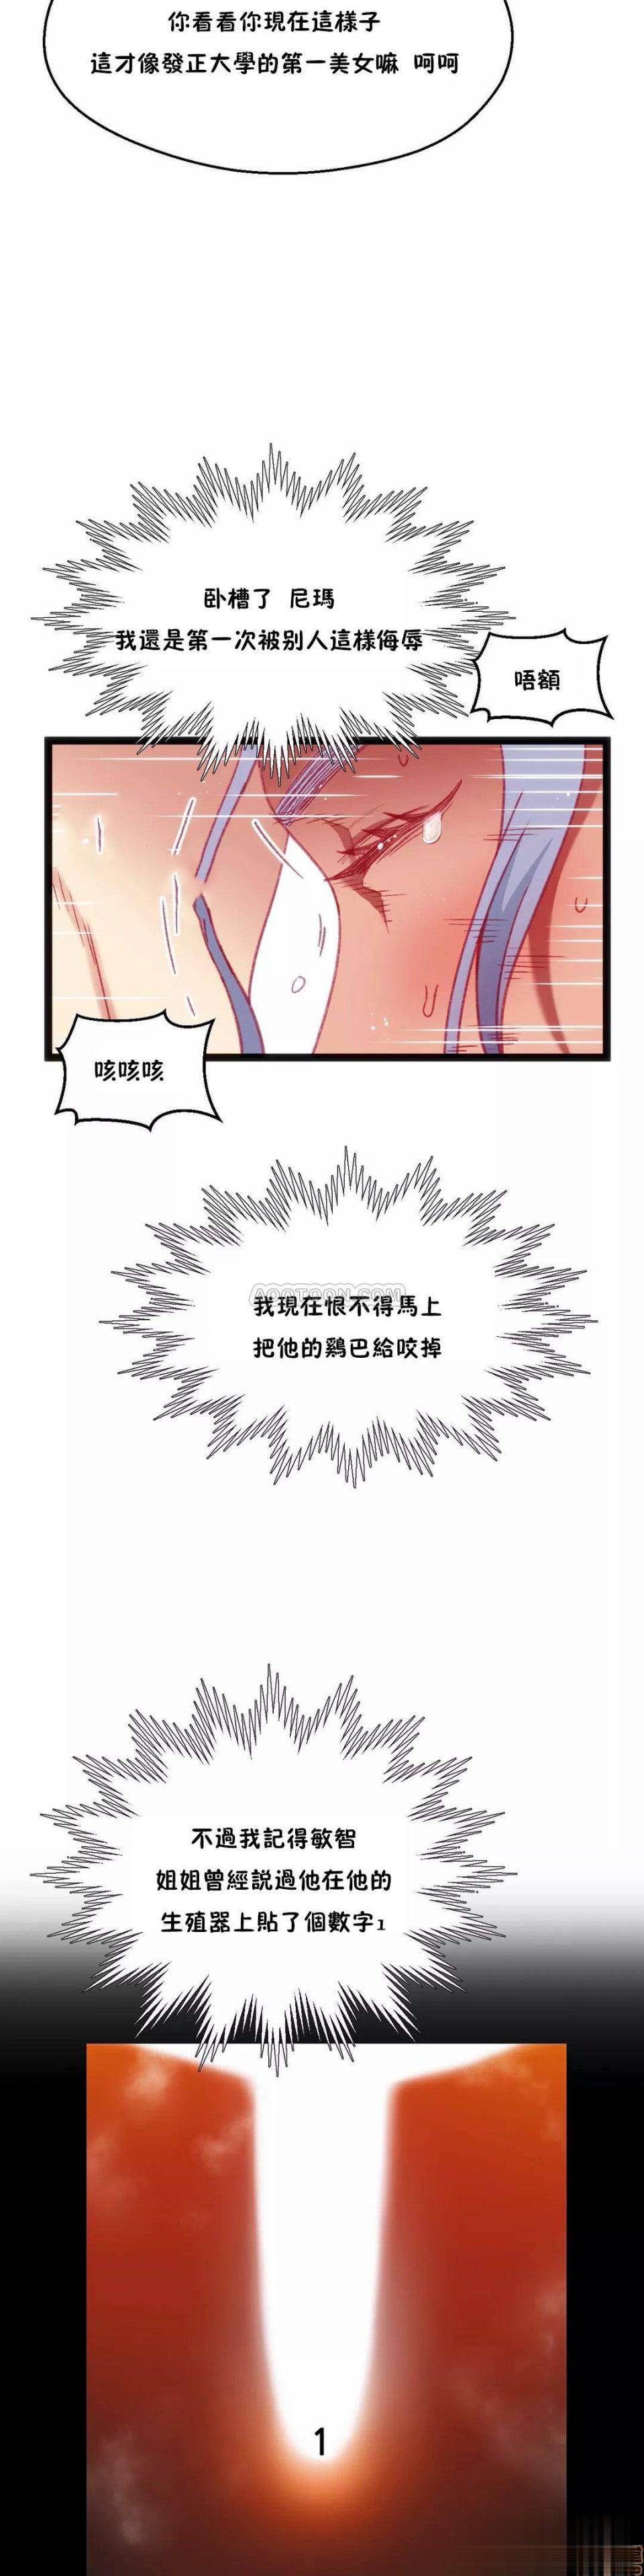 你看看你現在這樣子
這才像發正大學的第一美女嘛 呵呵
卧槽了 尼瑪
我還是第一次被别人這樣侮辱
唔額
咳咳咳
AOOTOON.COM
我現在恨不得馬上
把他的鷄巴給咬掉
不過我記得敏智
姐姐曾經說過他在他的
生殖器上貼了個數字1
1